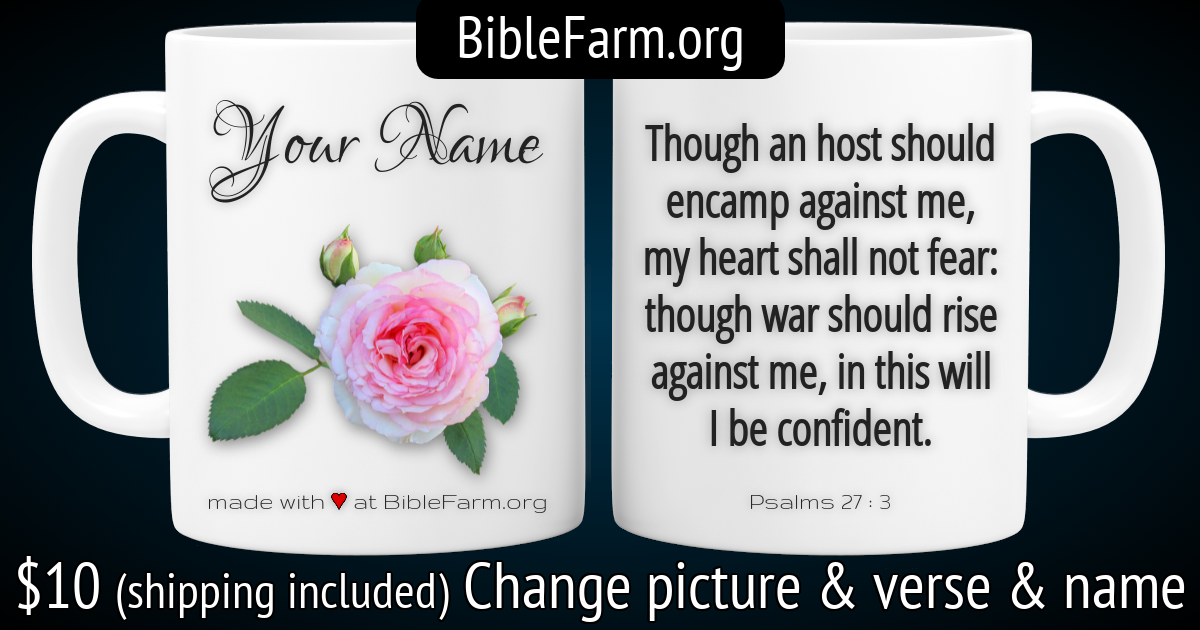 BibleFarm.org
Your Name
made with ♥ at BibleFarm.org
Though an host should
encamp against me,
my heart shall not fear:
though war should rise
against me, in this will
I be confident.
Psalms 27 : 3
$10 (shipping included) Change picture & verse & name